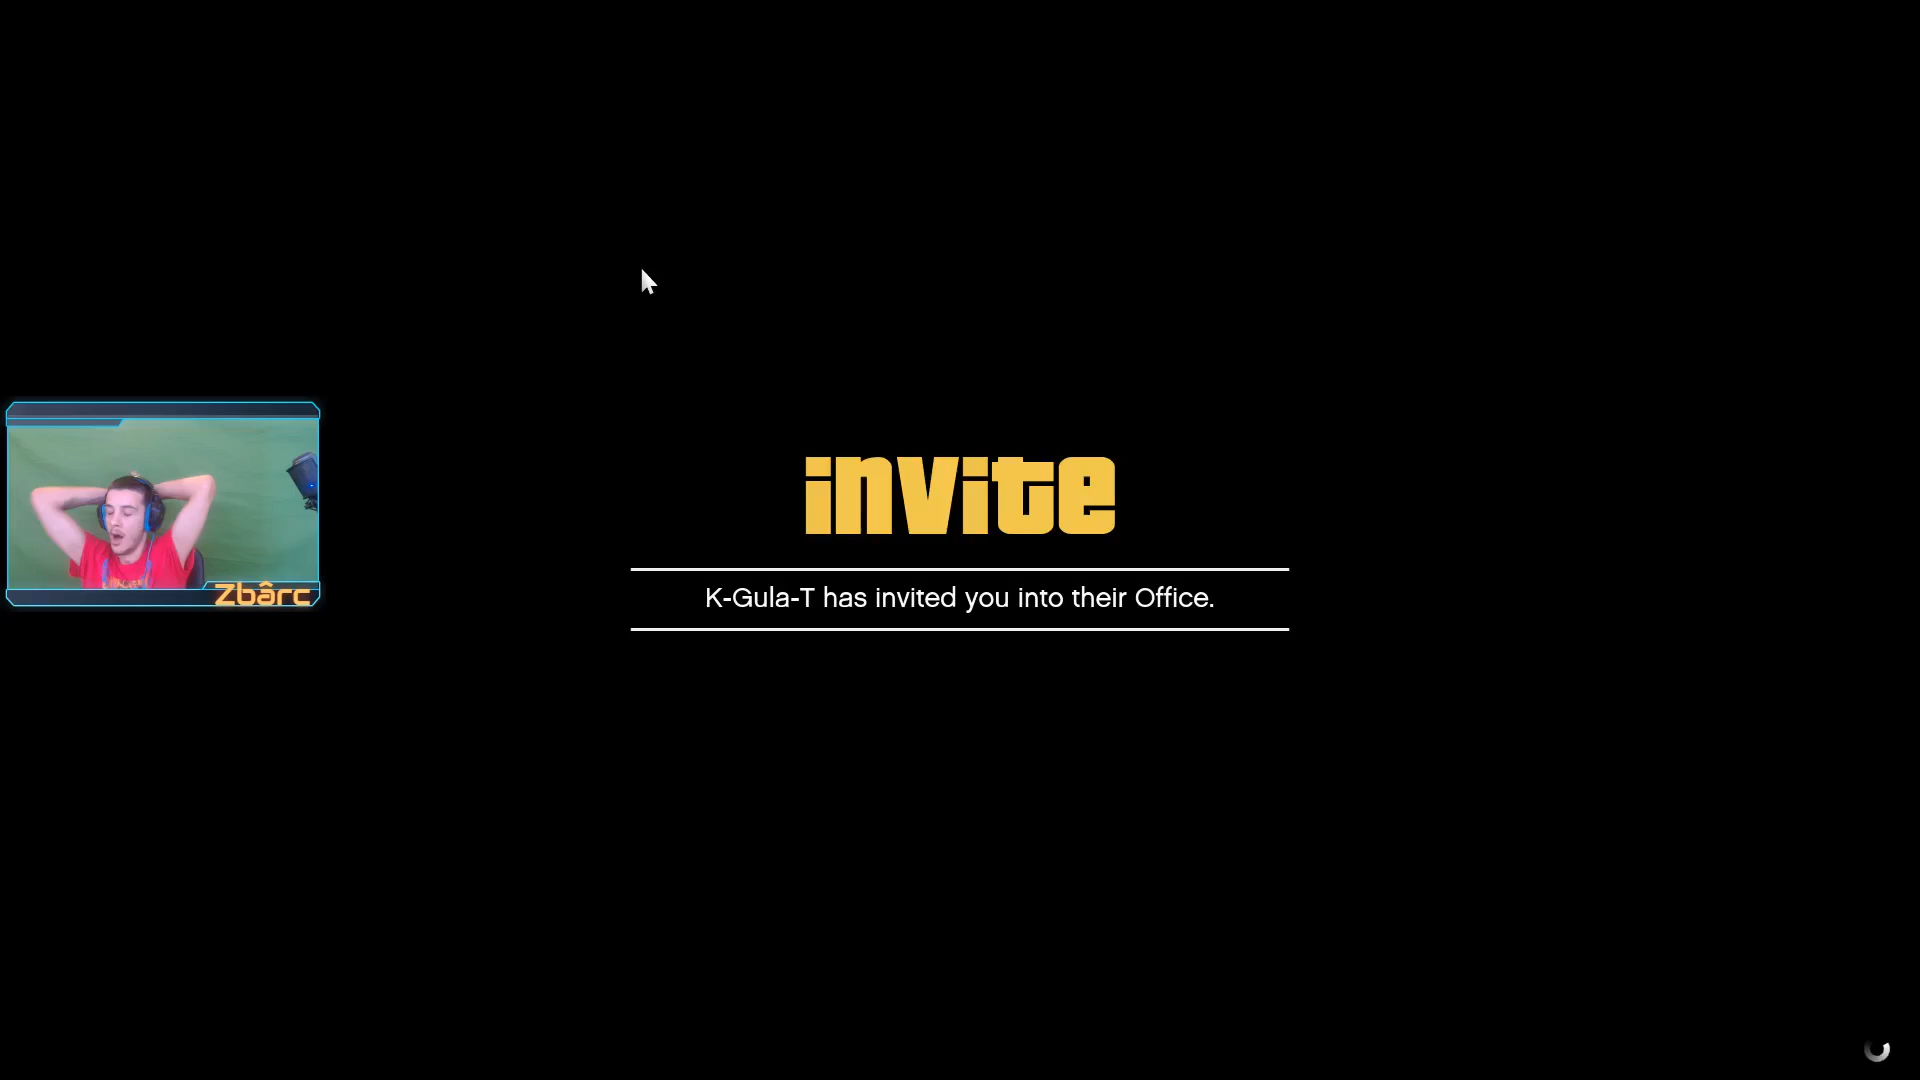 invite
K-Gula-T has invited you into their Office.
Zbârc